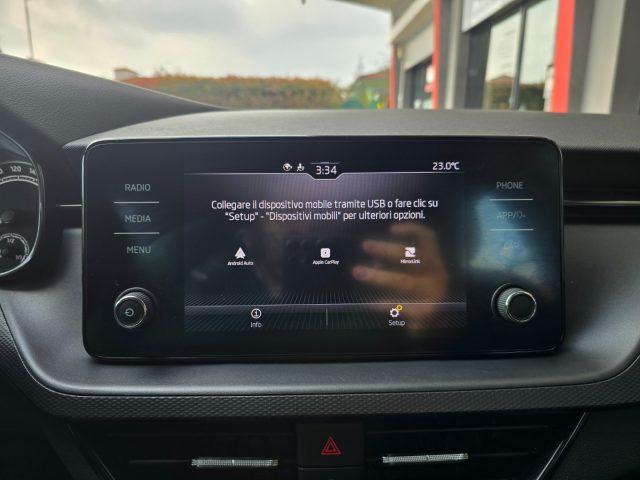 3:34
23.0°C
RADIO
MEDIA
MENU
Collegare il dispositivo mobile tramite USB o fare clic su
"Setup" - "Dispositivi mobili" per ulteriori opzioni.
Android Auto
Apple CarPlay
MirrorLink
Info
Setup
PHONE
APP/
120